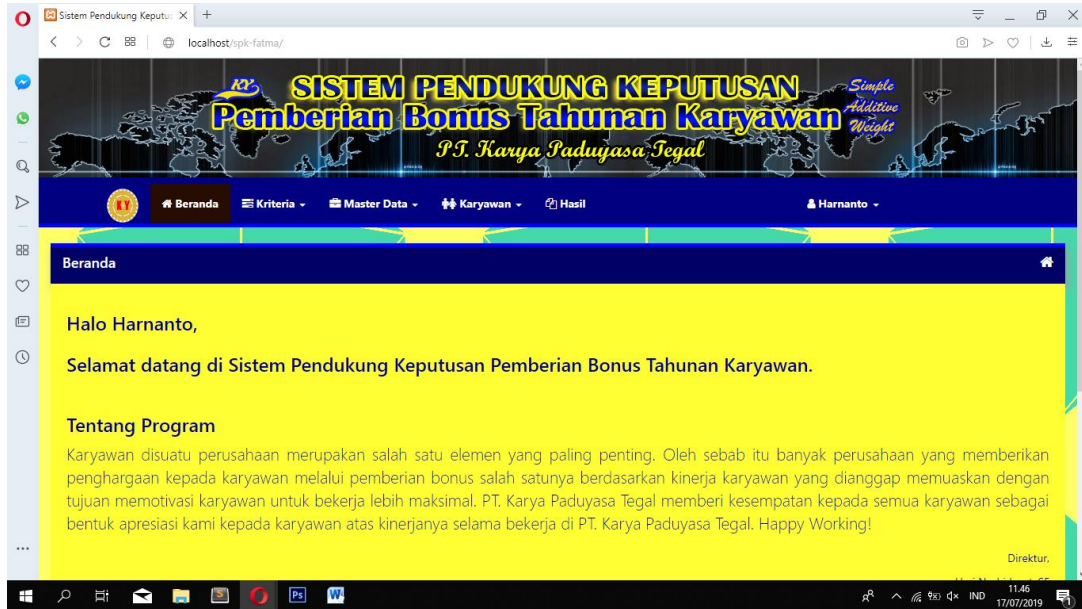 Sistem Pendukung Keputu
localhost/spk-fatma/
KY SISTEM PENDUKUNG KEPUTUSAN
Pemberian Bonus Tahunan Karyawan
Simple
Additive
Weight
PT. Karya Paduyasa Tegal
KY Beranda Kriteria Master Data Karyawan Hasil Harnanto
Beranda
Halo Harnanto,
Selamat datang di Sistem Pendukung Keputusan Pemberian Bonus Tahunan Karyawan.
Tentang Program
Karyawan disuatu perusahaan merupakan salah satu elemen yang paling penting. Oleh sebab itu banyak perusahaan yang memberikan
penghargaan kepada karyawan melalui pemberian bonus salah satunya berdasarkan kinerja karyawan yang dianggap memuaskan dengan
tujuan memotivasi karyawan untuk bekerja lebih maksimal. PT. Karya Paduyasa Tegal memberi kesempatan kepada semua karyawan sebagai
bentuk apresiasi kami kepada karyawan atas kinerjanya selama bekerja di PT. Karya Paduyasa Tegal. Happy Working!
Direktur,
Ps W IND 11.46
17/07/2019